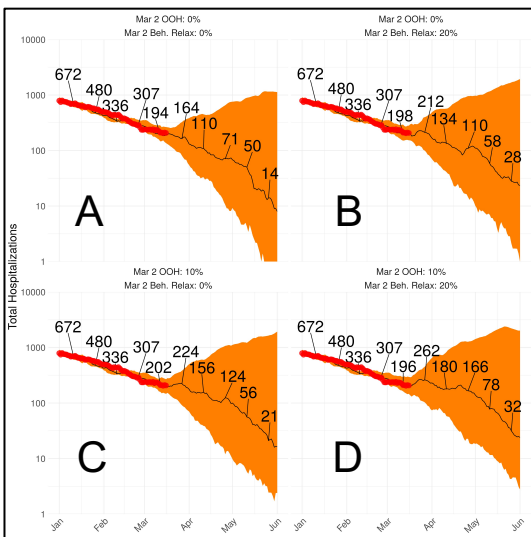 Mar 2 OOH: 0%
Mar 2 Beh. Relax: 0%
Mar 2 OOH: 0%
Mar 2 Beh. Relax: 20%
10000
1000
100
10
1
672
480
336
307
194
164
110
71
50
14
A
672
480
336
307
198
212
134
110
58
28
B
Total Hospitalizations
Mar 2 OOH: 10%
Mar 2 Beh. Relax: 0%
Mar 2 OOH: 10%
Mar 2 Beh. Relax: 20%
10000
1000
100
10
1
672
480
336
307
202
224
156
124
56
21
C
672
480
336
307
196
262
180
166
78
32
D
Jan
Feb
Mar
Apr
May
Jun
Jan
Feb
Mar
Apr
May
Jun